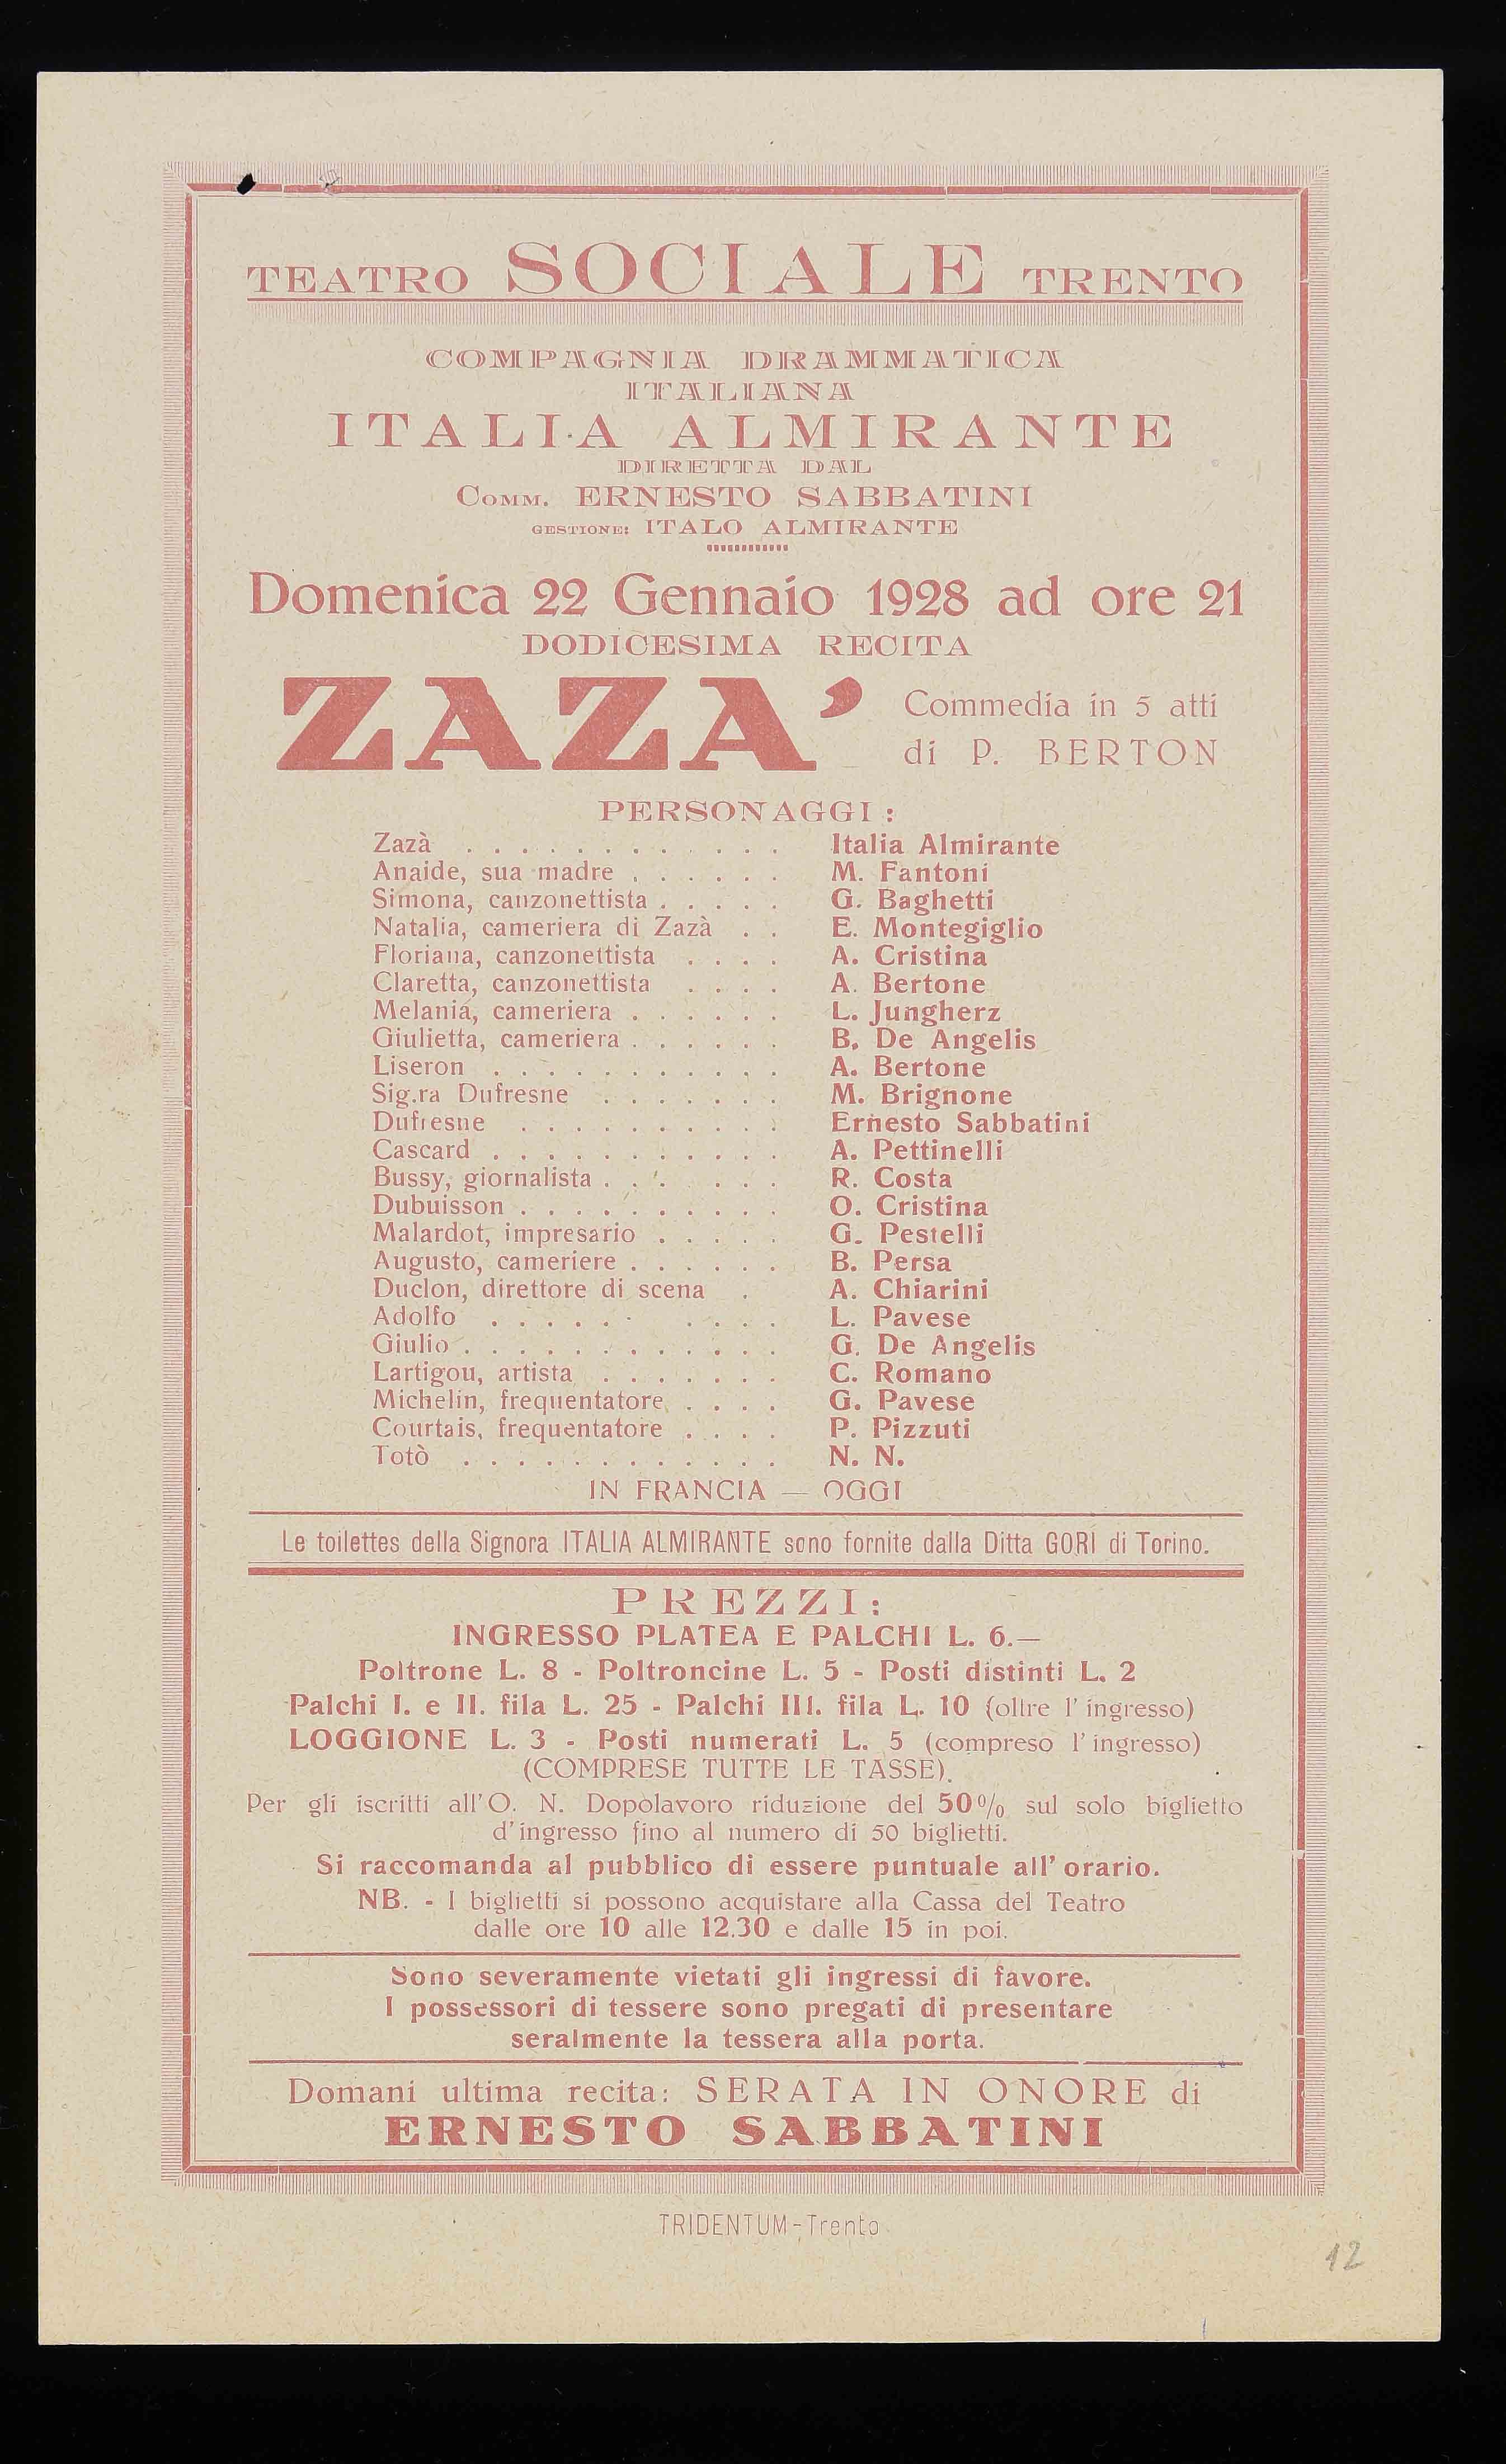 TEATRO SOCIALE TRENTO
COMPAGNIA DRAMMATICA
ITALIANA
ITALIA ALMIRANTE
DIRETTA DAL
Comm. ERNESTO SABBATINI
GESTIONE: ITALO ALMIRANTE
Domenica 22 Gennaio 1928 ad ore 21
DODICESIMA RECITA
ZAZA' Commedia in 5 atti
di P. BERTON
PERSONAGGI :
Zazà . . . . . . . . . . . . Italia Almirante
Anaide, sua madre . . . . . . M. Fantoni
Simona, canzonettista . . . . . G. Baghetti
Natalia, cameriera di Zazà . . E. Montegiglio
Floriana, canzonettista . . . . A. Cristina
Claretta, canzonettista . . . . A. Bertone
Melania, cameriera . . . . . . L. Jungherz
Giulietta, cameriera . . . . . . B. De Angelis
Liseron . . . . . . . . . . . A. Bertone
Sig.ra Dufresne . . . . . . . M. Brignone
Dufresne . . . . . . . . . . Ernesto Sabbatini
Cascard . . . . . . . . . . . A. Pettinelli
Bussy, giornalista . . . . . . R. Costa
Dubuisson . . . . . . . . . . O. Cristina
Malardot, impresario . . . . . G. Pestelli
Augusto, cameriere . . . . . . B. Persa
Duclon, direttore di scena . A. Chiarini
Adolfo . . . . . . . . . . L. Pavese
Giulio . . . . . . . . . . . . G. De Angelis
Lartigou, artista . . . . . . . C. Romano
Michelin, frequentatore . . . . G. Pavese
Courtais, frequentatore . . . . P. Pizzuti
Totò . . . . . . . . . . . . N. N.
IN FRANCIA — OGGI
Le toilettes della Signora ITALIA ALMIRANTE sono fornite dalla Ditta GORI di Torino.
PREZZI:
INGRESSO PLATEA E PALCHI L. 6.—
Poltrone L. 8 - Poltroncine L. 5 - Posti distinti L. 2
Palchi I. e II. fila L. 25 - Palchi III. fila L. 10 (oltre l' ingresso)
LOGGIONE L. 3 - Posti numerati L. 5 (compreso l' ingresso)
(COMPRESE TUTTE LE TASSE).
Per gli iscritti all'O. N. Dopolavoro riduzione del 50% sul solo biglietto
d'ingresso fino al numero di 50 biglietti.
Si raccomanda al pubblico di essere puntuale all' orario.
NB. - I biglietti si possono acquistare alla Cassa del Teatro
dalle ore 10 alle 12.30 e dalle 15 in poi.
Sono severamente vietati gli ingressi di favore.
I possessori di tessere sono pregati di presentare
seralmente la tessera alla porta.
Domani ultima recita: SERATA IN ONORE di
ERNESTO SABBATINI
TRIDENTUM-Trento
12